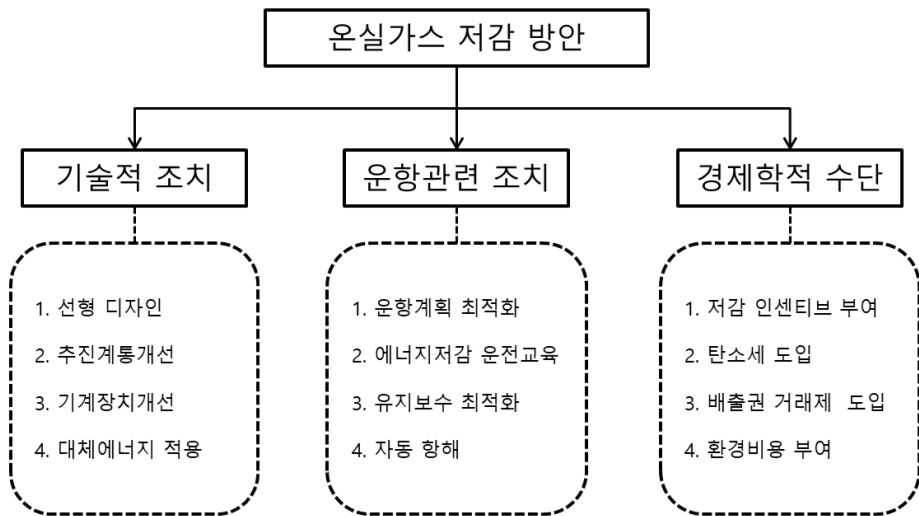 온실가스 저감 방안
기술적 조치
운항관련 조치
경제학적 수단
1. 선형 디자인
2. 추진계통개선
3. 기계장치개선
4. 대체에너지 적용
1. 운항계획 최적화
2. 에너지저감 운전교육
3. 유지보수 최적화
4. 자동 항해
1. 저감 인센티브 부여
2. 탄소세 도입
3. 배출권 거래제 도입
4. 환경비용 부여